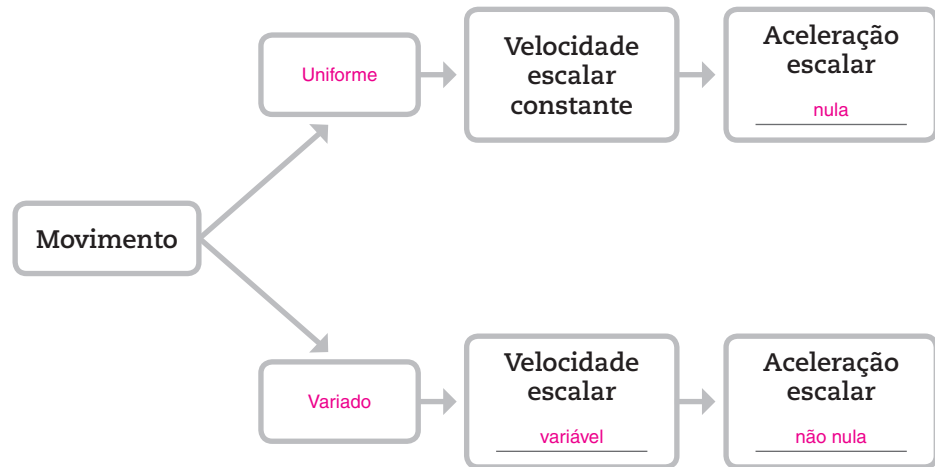 Uniforme
Velocidade
escalar
constante
Aceleração
escalar
nula
Movimento
Variado
Velocidade
escalar
variável
Aceleração
escalar
não nula